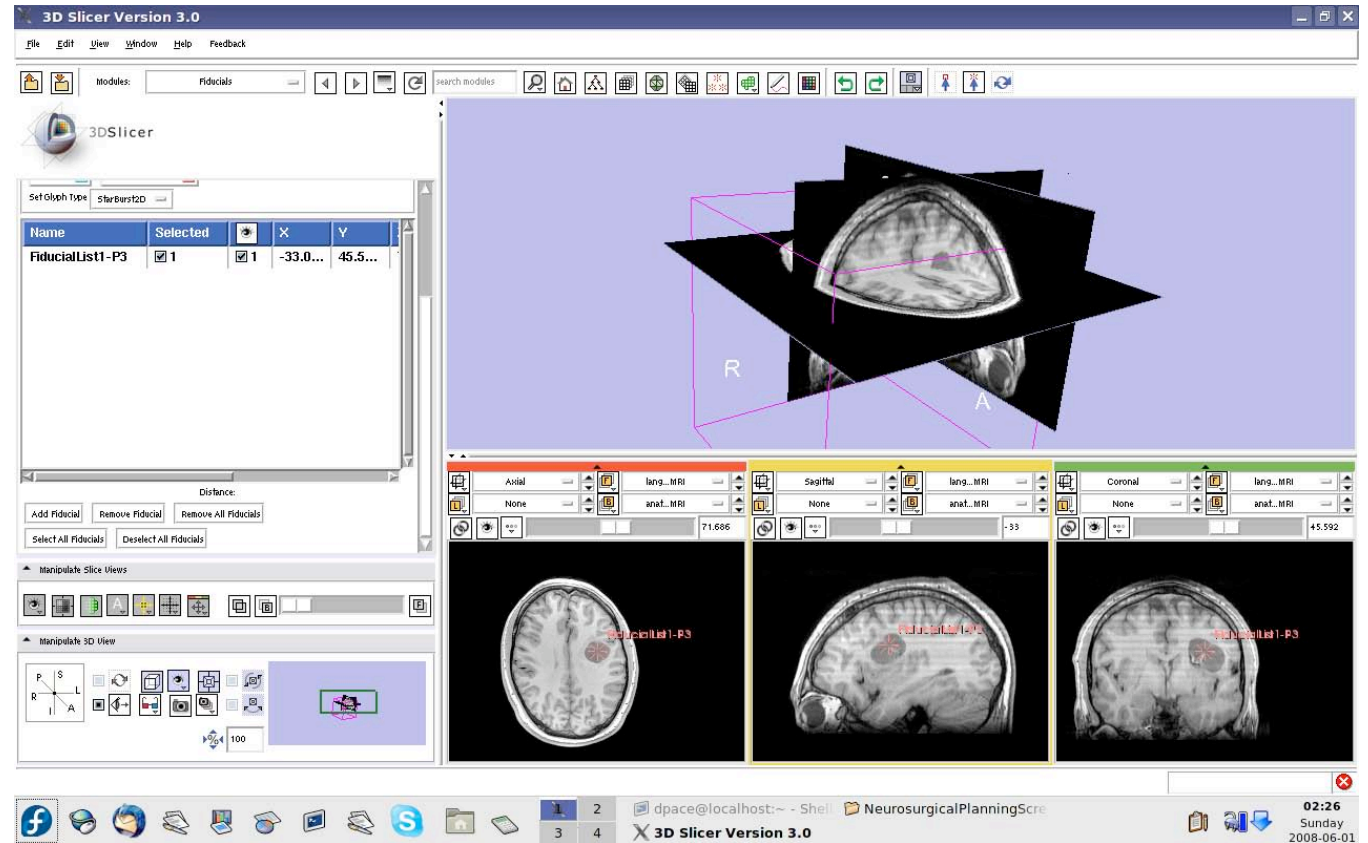 3D Slicer Version 3.0
File Edit View Window Help Feedback
Modules: Fiducials search modules
3DSlicer
Set Glyph Type StarBurst2D
Name Selected X Y
FiducialList1-P3 1 1 -33.0... 45.5...
R
A
Distance:
Add Fiducial Remove Fiducial Remove All Fiducials
Select All Fiducials Deselect All Fiducials
Axial F lang...MRI
L None B anat...MRI
71.686
Sagittal F lang...MRI
L None B anat...MRI
-33
Coronal F lang...MRI
L None B anat...MRI
45.592
Manipulate Slice Views
A B F
Manipulate 3D View
P S
R L
I A
100
FiducialList1-P3
FiducialList1-P3
FiducialList1-P3
1 2 dpace@localhost:~ - Shell NeurosurgicalPlanningScre
3 4 3D Slicer Version 3.0
02:26
Sunday
2008-06-01